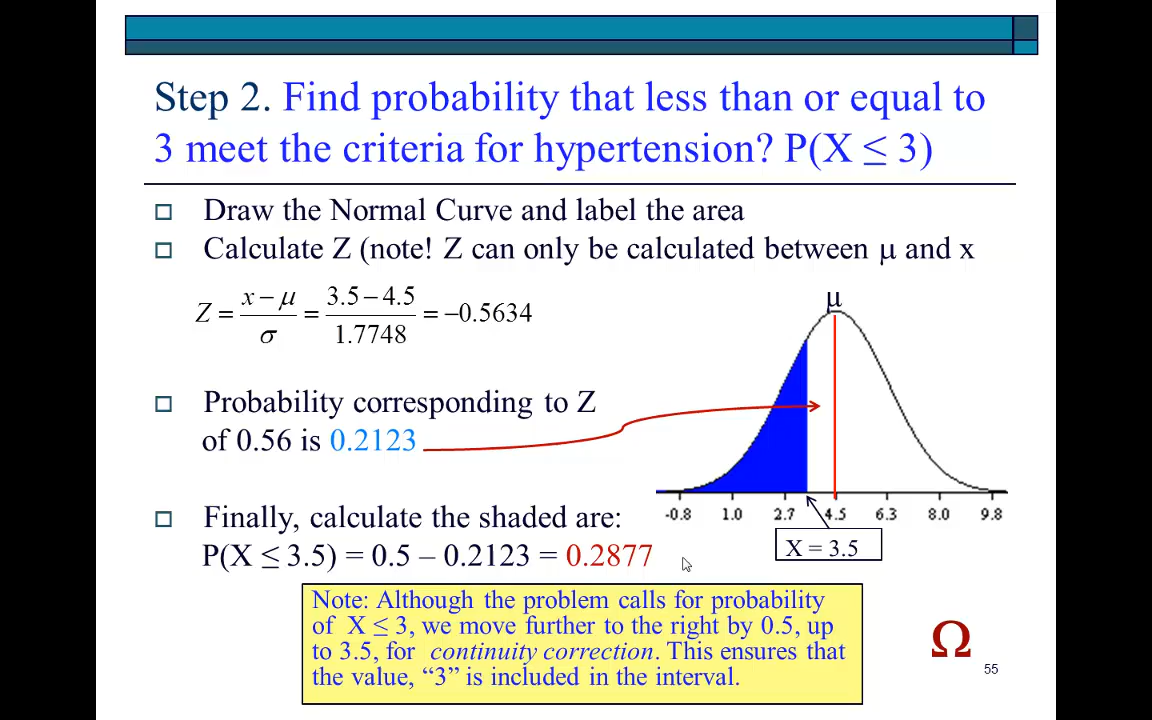 Step 2. Find probability that less than or equal to
3 meet the criteria for hypertension? P(X ≤ 3)
Draw the Normal Curve and label the area
Calculate Z (note! Z can only be calculated between μ and x
Z = x − μ / σ = 3.5 − 4.5 / 1.7748 = −0.5634
Probability corresponding to Z
of 0.56 is 0.2123
Finally, calculate the shaded are:
P(X ≤ 3.5) = 0.5 – 0.2123 = 0.2877
μ
-0.8 1.0 2.7 4.5 6.3 8.0 9.8
X = 3.5
Note: Although the problem calls for probability
of X ≤ 3, we move further to the right by 0.5, up
to 3.5, for continuity correction. This ensures that
the value, “3” is included in the interval.
Ω
55